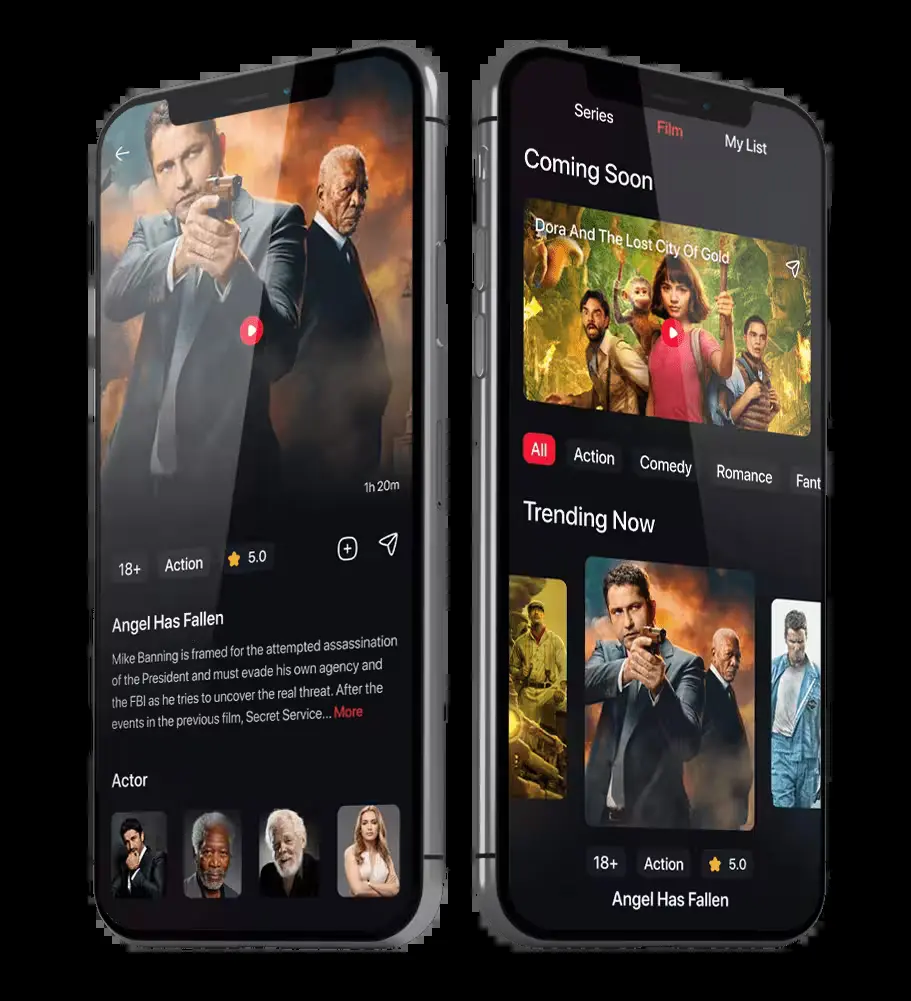 1h 20m
18+
Action
5.0
Angel Has Fallen
Mike Banning is framed for the attempted assassination
of the President and must evade his own agency and
the FBI as he tries to uncover the real threat. After the
events in the previous film, Secret Service... More
Actor
Series
Film
My List
Coming Soon
Dora And The Lost City Of Gold
All
Action
Comedy
Romance
Fant
Trending Now
18+
Action
5.0
Angel Has Fallen